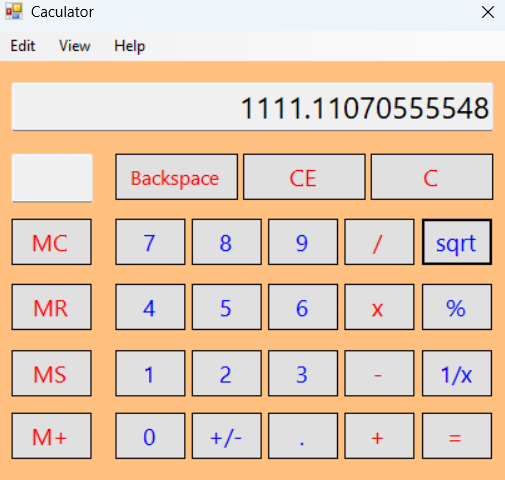 Caculator
Edit View Help
1111.11070555548
Backspace CE C
MC 7 8 9 / sqrt
MR 4 5 6 x %
MS 1 2 3 - 1/x
M+ 0 +/- . + =